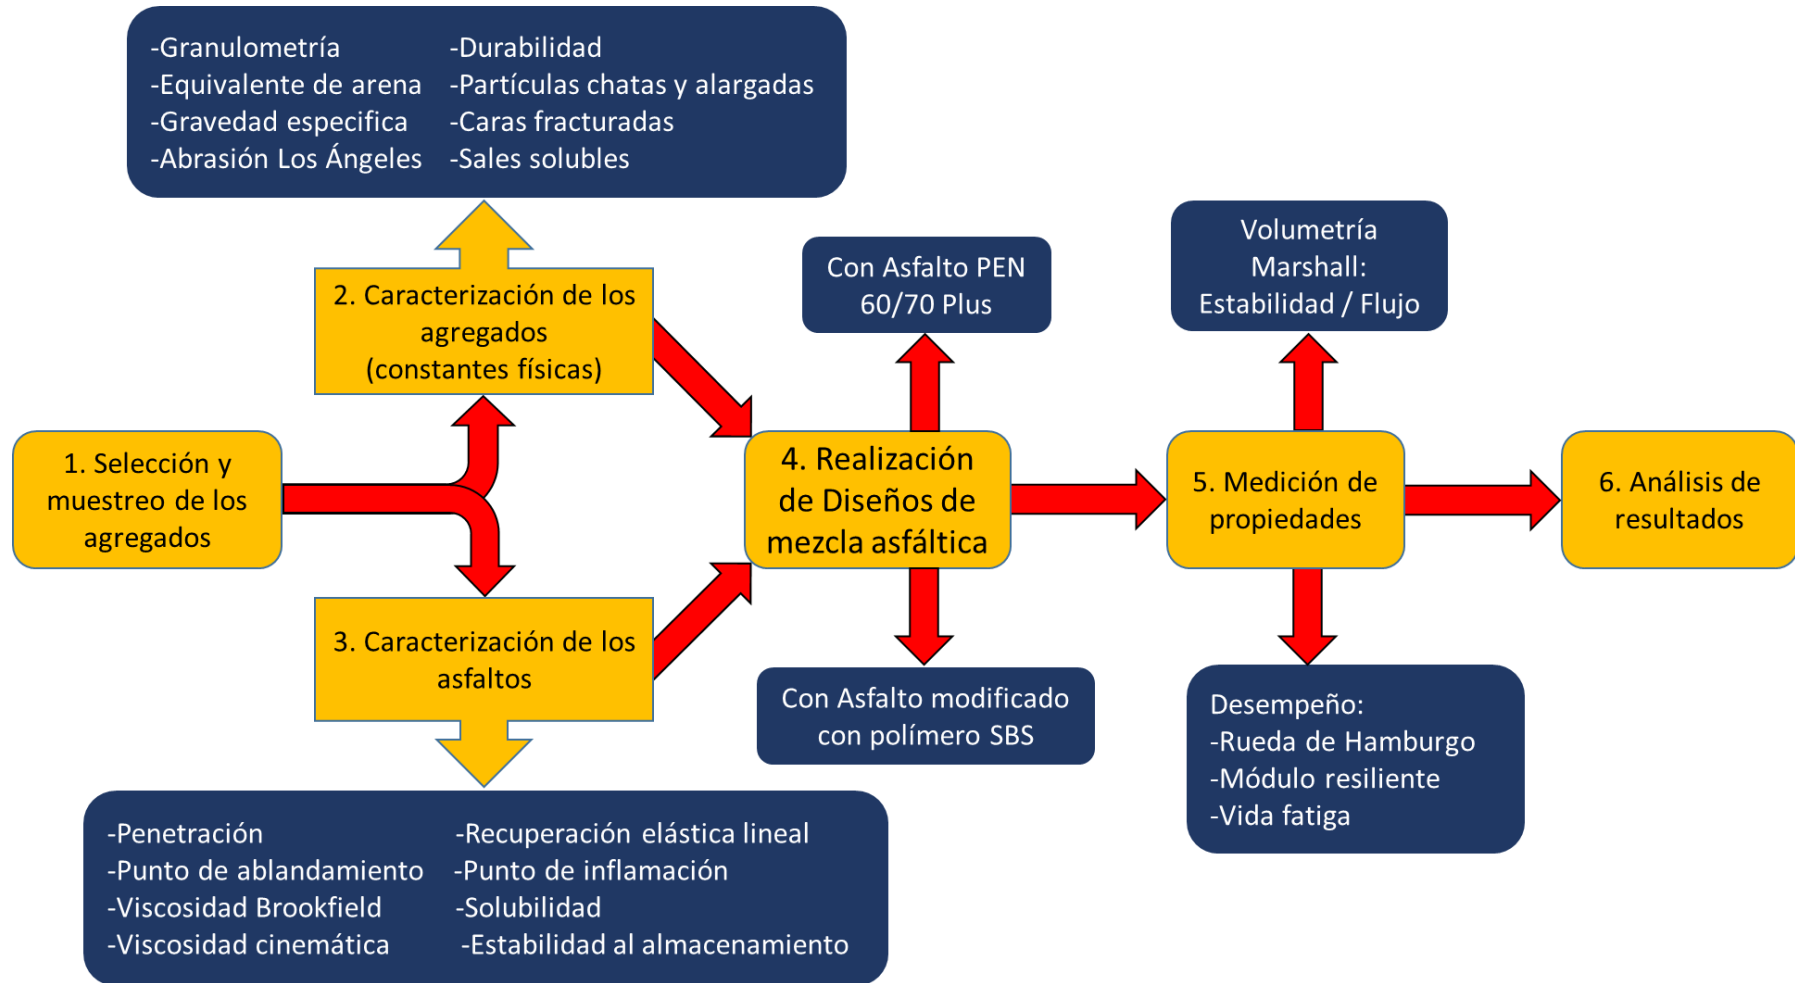 -Granulometría
-Equivalente de arena
-Gravedad especifica
-Abrasión Los Ángeles
-Durabilidad
-Partículas chatas y alargadas
-Caras fracturadas
-Sales solubles
2. Caracterización de los
agregados
(constantes físicas)
1. Selección y
muestreo de los
agregados
3. Caracterización de los
asfaltos
-Penetración
-Punto de ablandamiento
-Viscosidad Brookfield
-Viscosidad cinemática
-Recuperación elástica lineal
-Punto de inflamación
-Solubilidad
-Estabilidad al almacenamiento
Con Asfalto PEN
60/70 Plus
4. Realización
de Diseños de
mezcla asfáltica
Con Asfalto modificado
con polímero SBS
Volumetría
Marshall:
Estabilidad / Flujo
5. Medición de
propiedades
Desempeño:
-Rueda de Hamburgo
-Módulo resiliente
-Vida fatiga
6. Análisis de
resultados